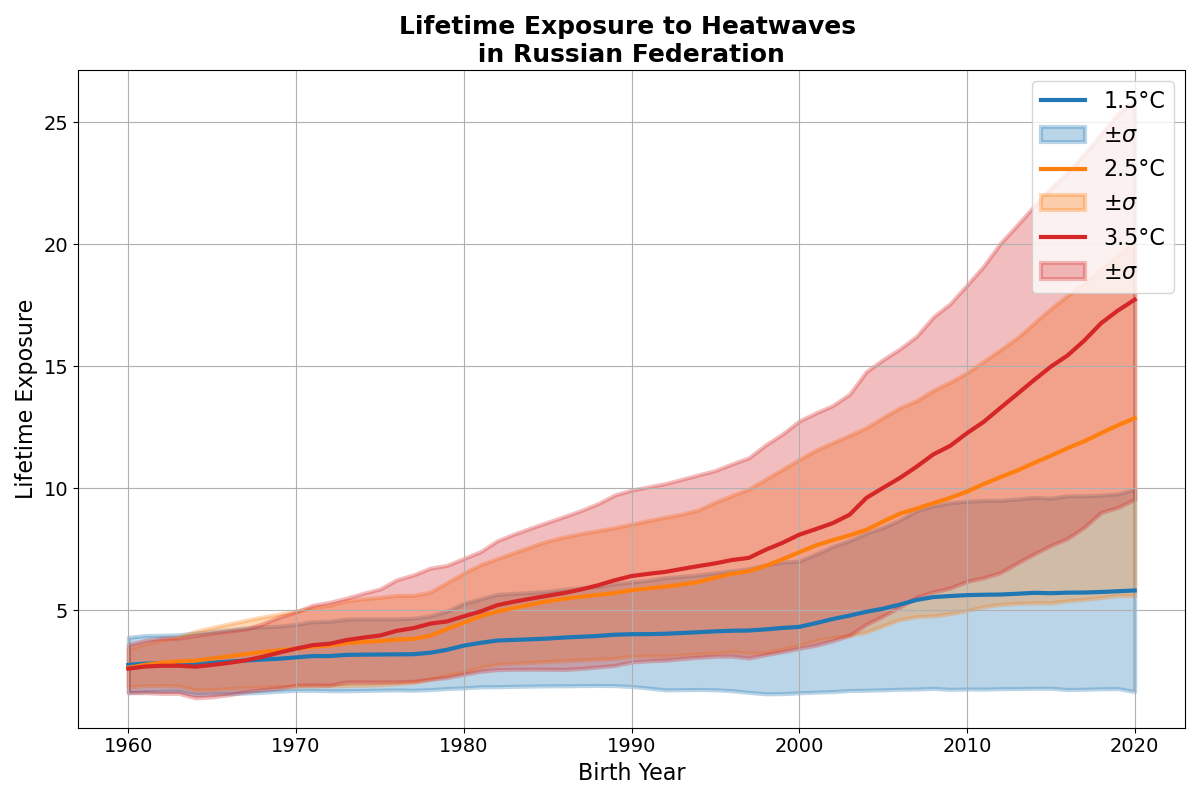 Lifetime Exposure to Heatwaves
in Russian Federation
1.5°C
±σ
2.5°C
±σ
3.5°C
±σ
Lifetime Exposure
25
20
15
10
5
1960 1970 1980 1990 2000 2010 2020
Birth Year